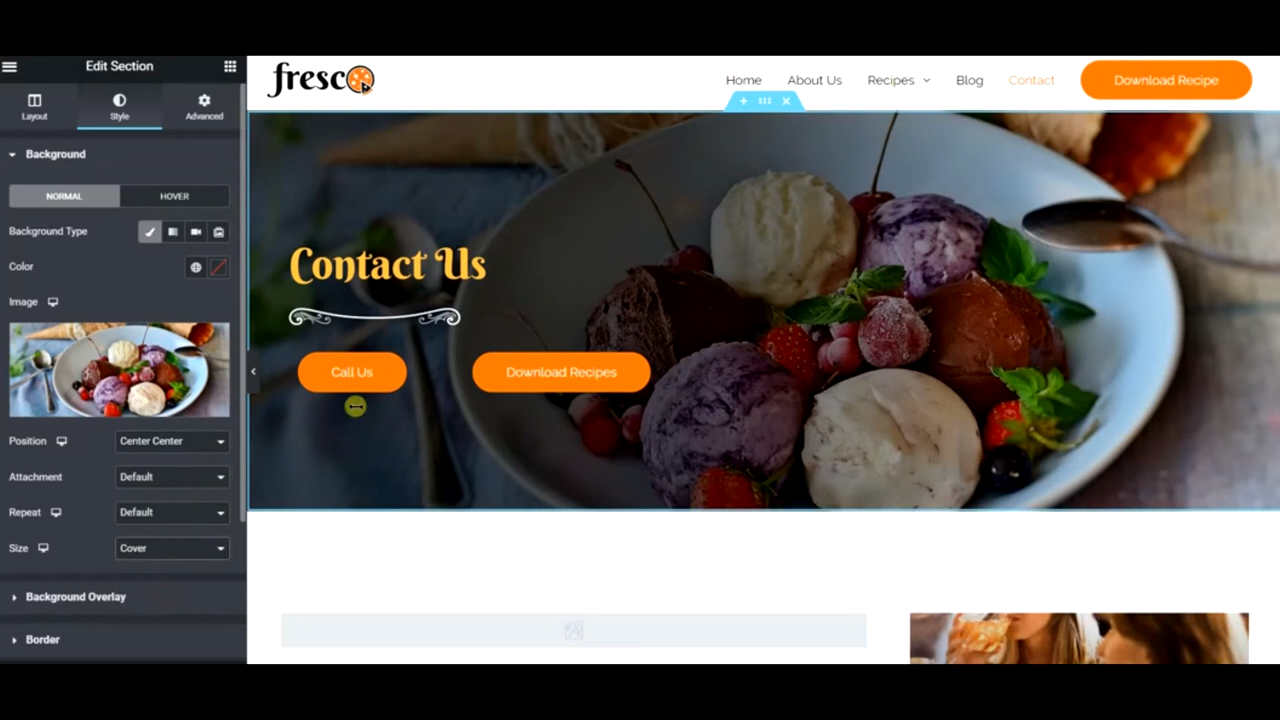 Edit Section
Layout
Style
Advanced
Background
NORMAL
HOVER
Background Type
Color
Image
Position
Center Center
Attachment
Default
Repeat
Default
Size
Cover
Background Overlay
Border
fresco
Home
About Us
Recipes
Blog
Contact
Download Recipe
Contact Us
Call Us
Download Recipes